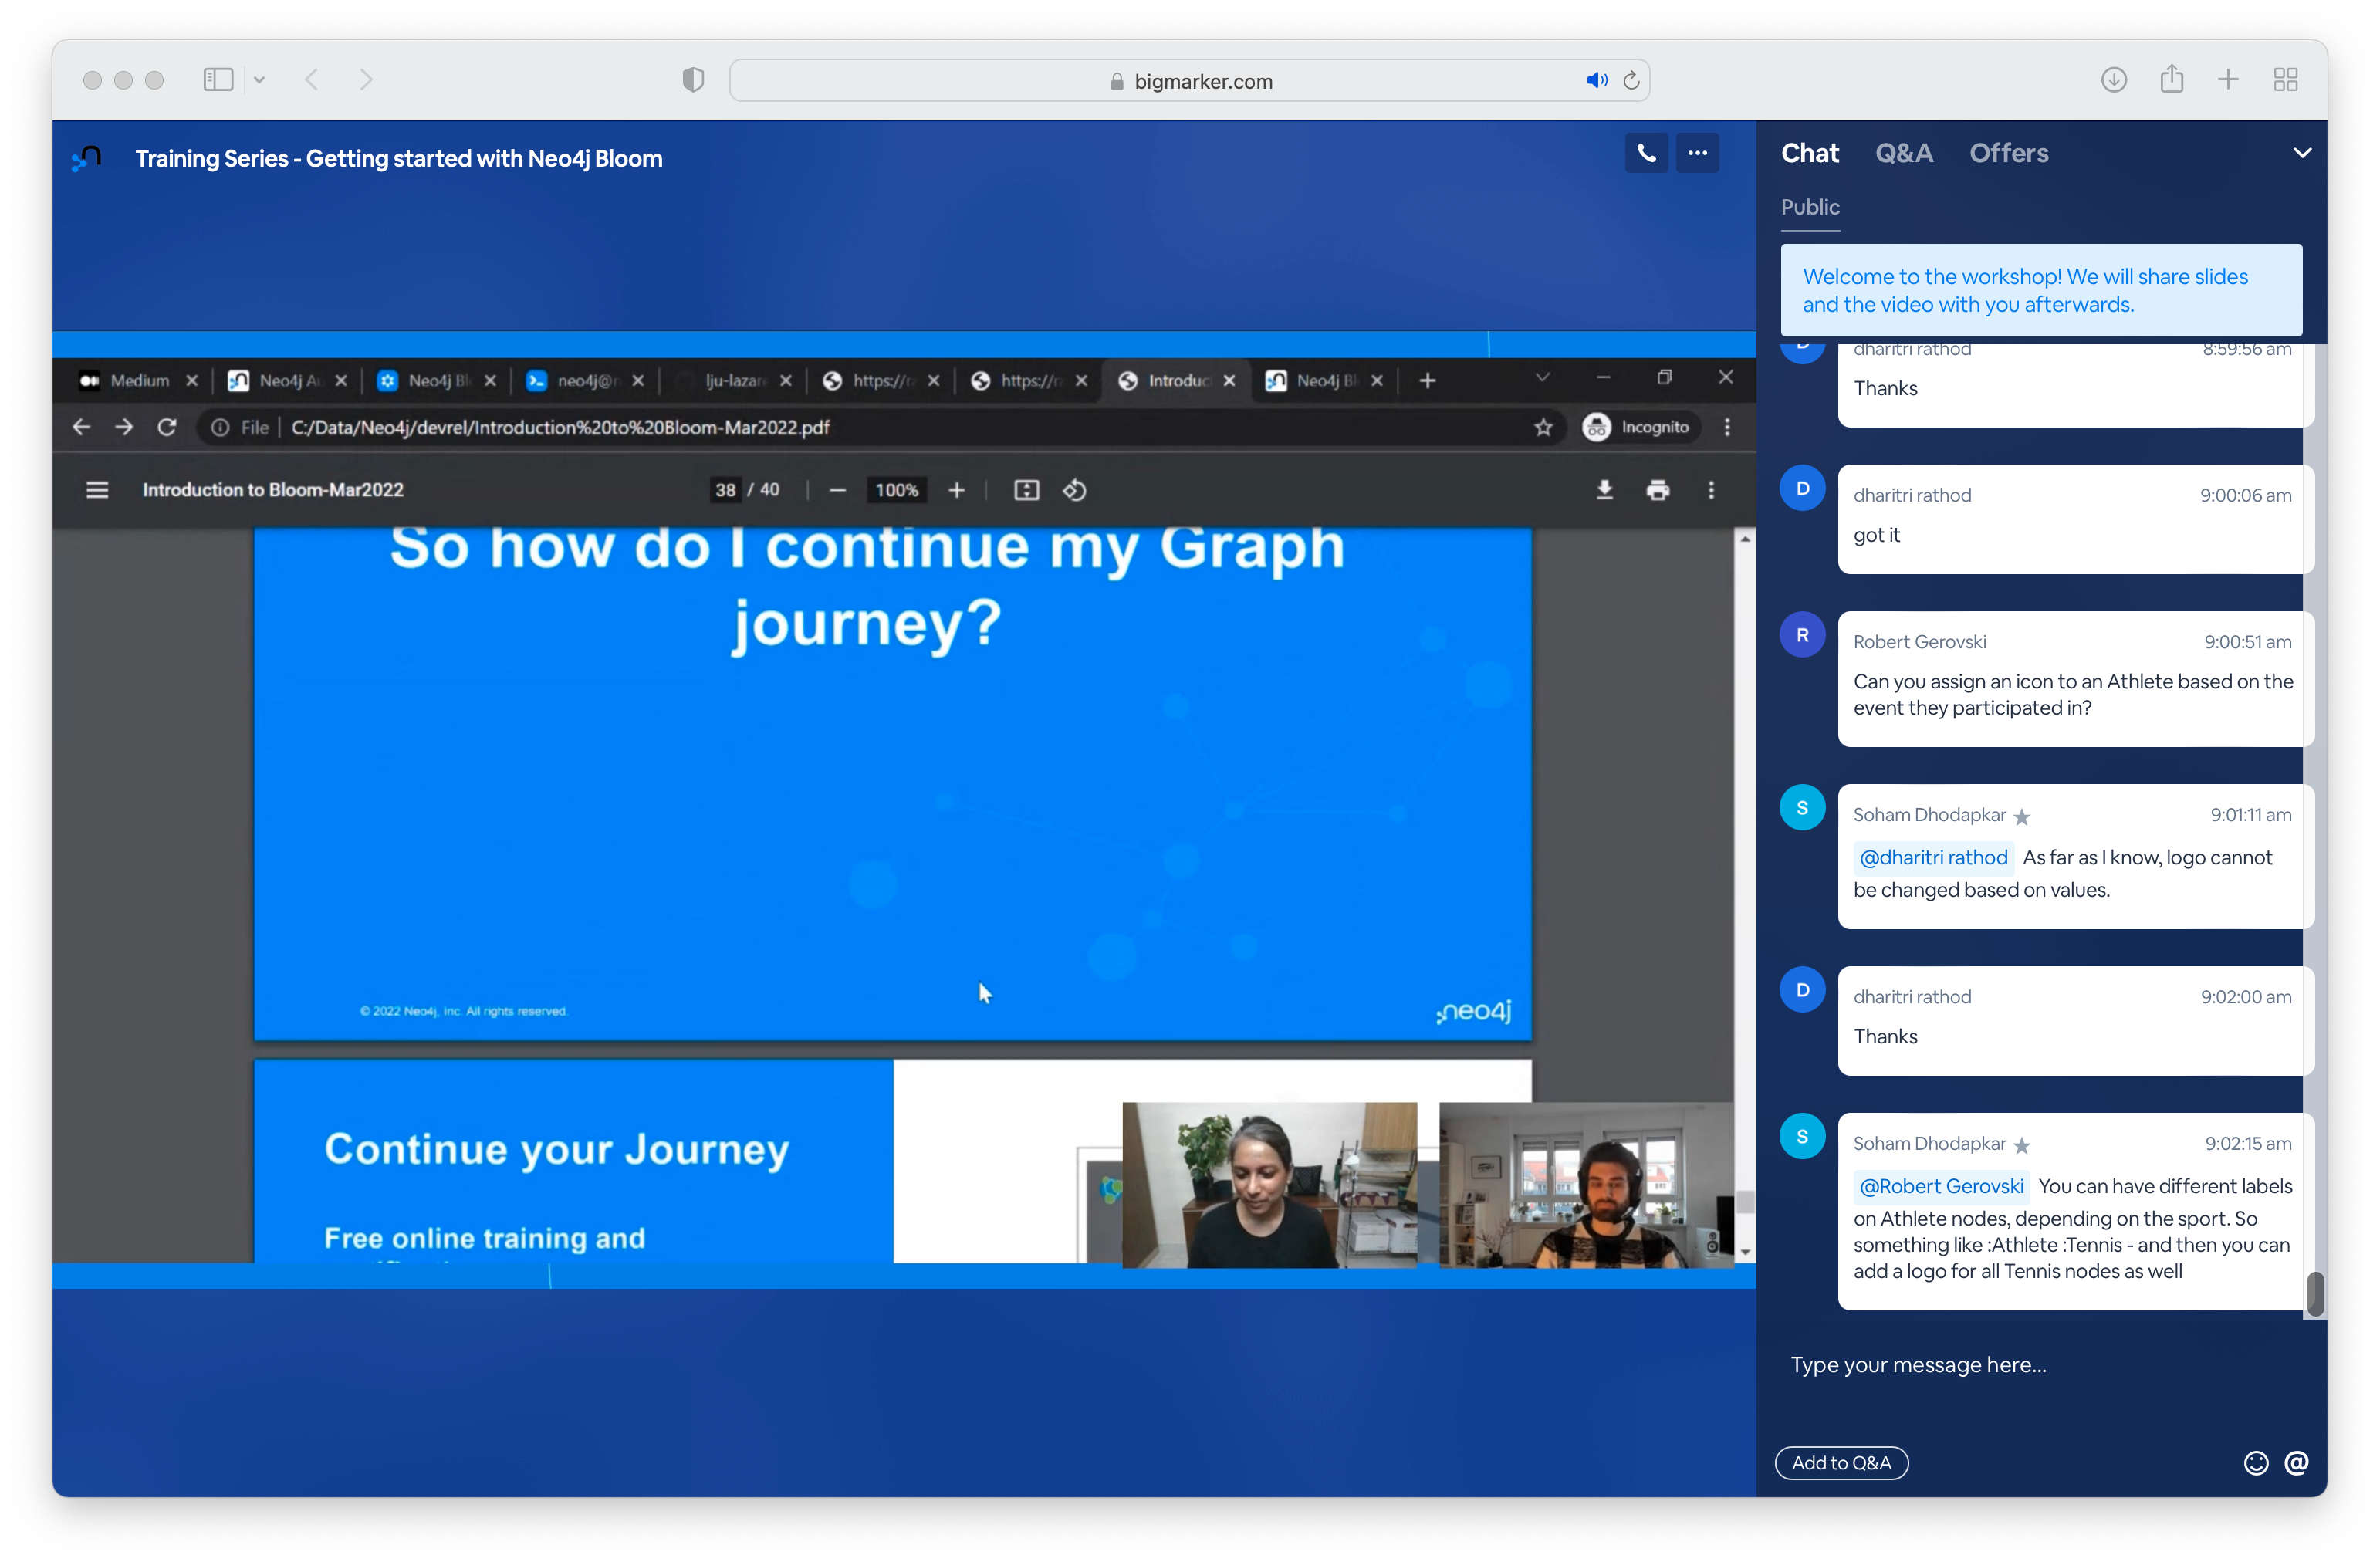 bigmarker.com
Training Series - Getting started with Neo4j Bloom
Medium
Neo4j
Neo4j
neo4j@
https://
https://
Introduc
Neo4j
File
C:/Data/Neo4j/devrel/Introduction%20to%20Bloom-Mar2022.pdf
Incognito
Introduction to Bloom-Mar2022
38 / 40
100%
So how do I continue my Graph
journey?
© 2022 Neo4j, Inc. All rights reserved.
neo4j
Continue your Journey
Free online training and
Chat
Q&A
Offers
Public
Welcome to the workshop! We will share slides
and the video with you afterwards.
D
dharitri rathod
8:59:56 am
Thanks
D
dharitri rathod
9:00:06 am
got it
R
Robert Gerovski
9:00:51 am
Can you assign an icon to an Athlete based on the
event they participated in?
S
Soham Dhodapkar
9:01:11 am
@dharitri rathod As far as I know, logo cannot
be changed based on values.
D
dharitri rathod
9:02:00 am
Thanks
S
Soham Dhodapkar
9:02:15 am
@Robert Gerovski You can have different labels
on Athlete nodes, depending on the sport. So
something like :Athlete :Tennis - and then you can
add a logo for all Tennis nodes as well
Type your message here...
Add to Q&A
@